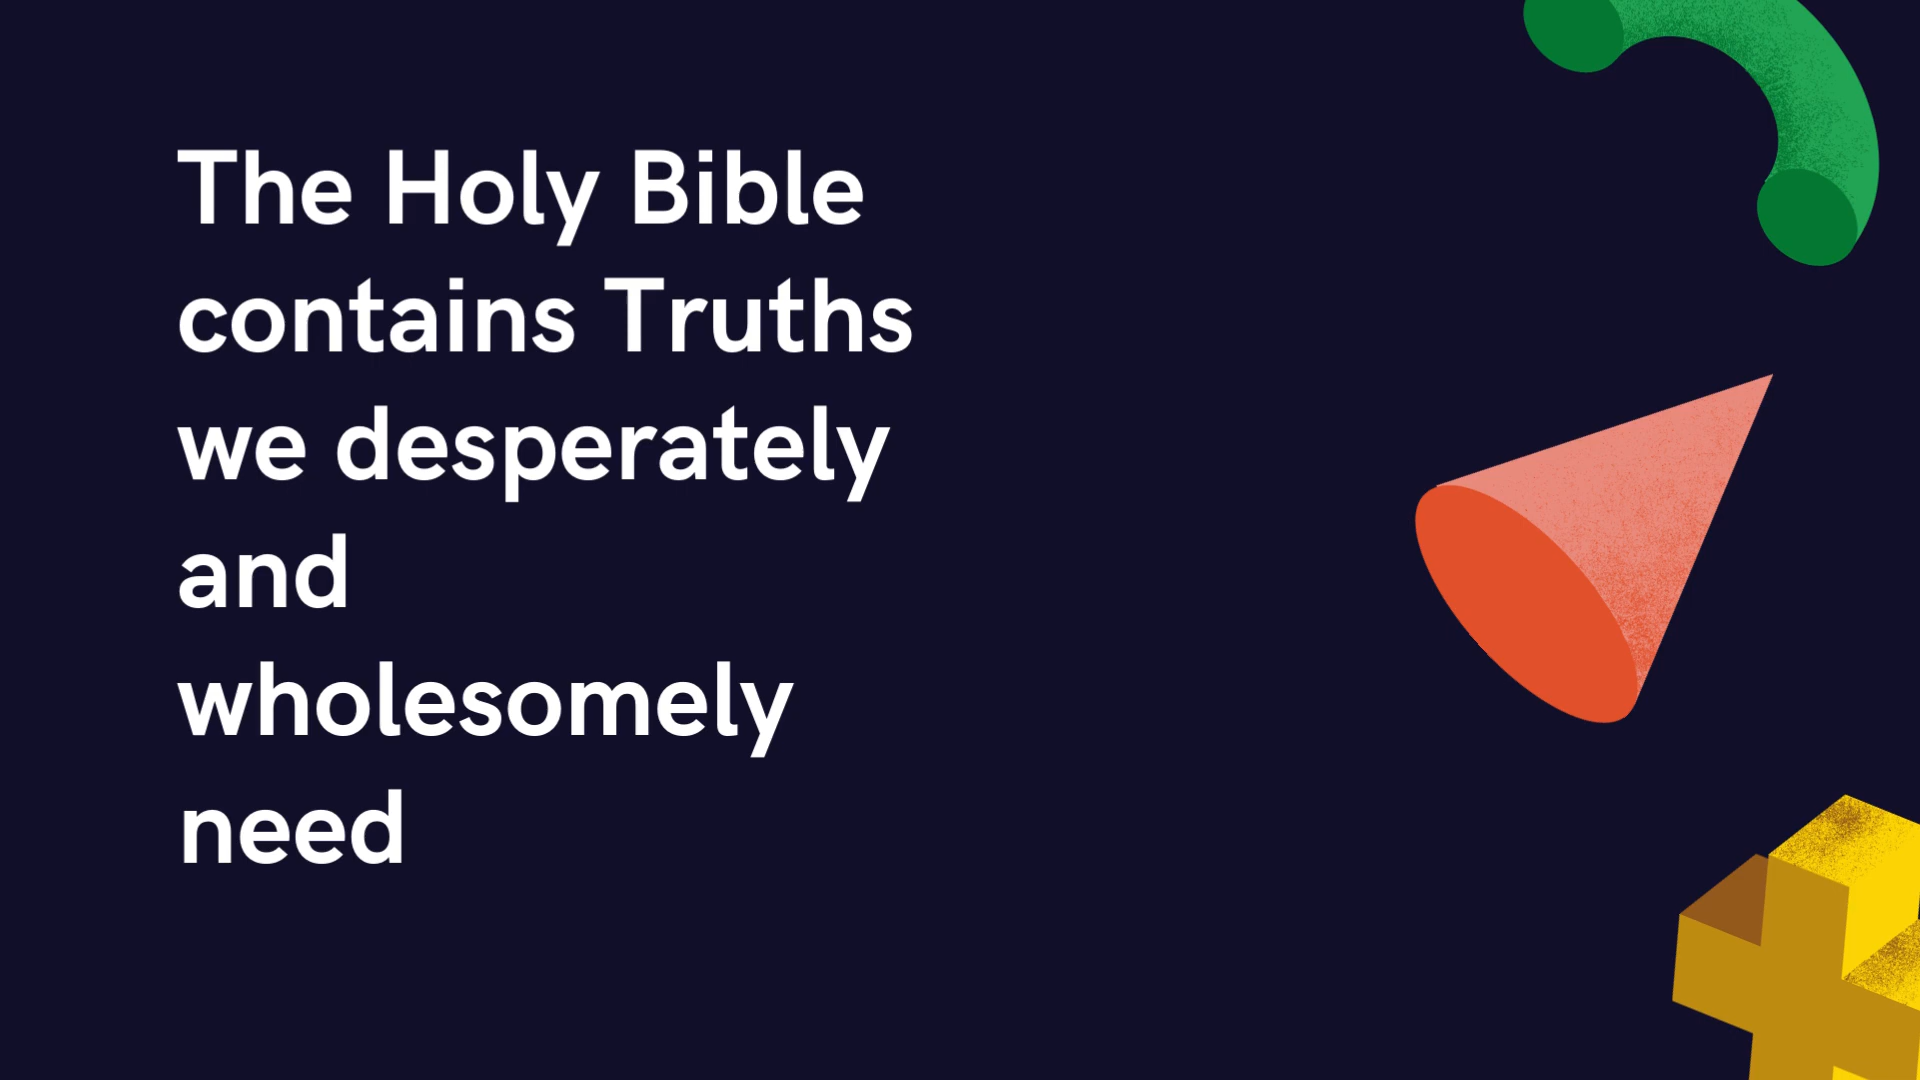 The Holy Bible
contains Truths
we desperately
and
wholesomely
need